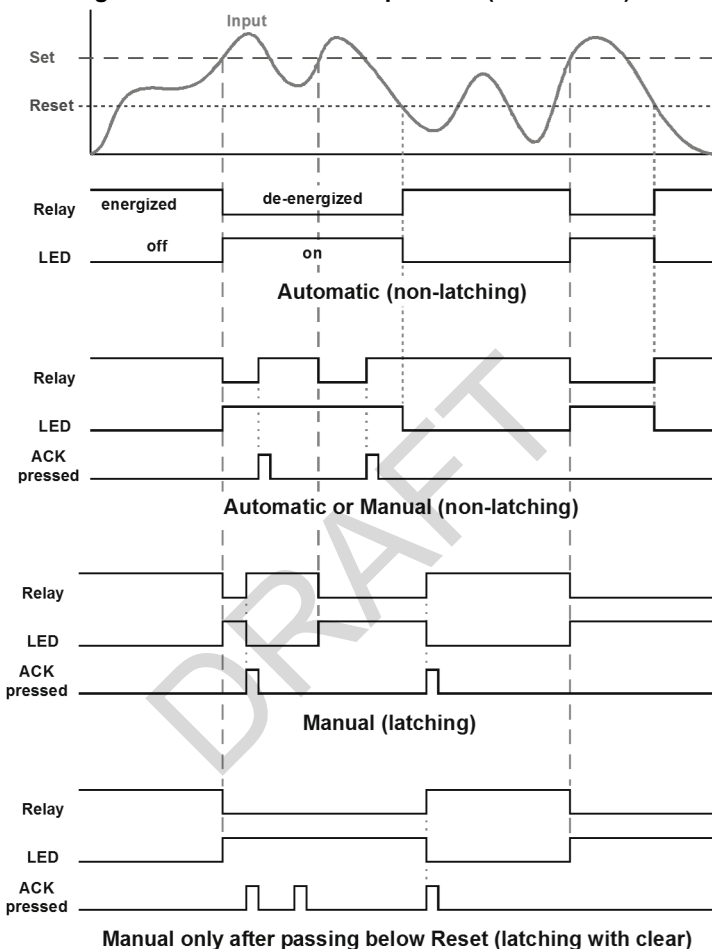 Input
Set
Reset
Relay energized de-energized
LED off on
Automatic (non-latching)
Relay
LED
ACK
pressed
Automatic or Manual (non-latching)
Relay
LED
ACK
pressed
Manual (latching)
Relay
LED
ACK
pressed
Manual only after passing below Reset (latching with clear)
DRAFT